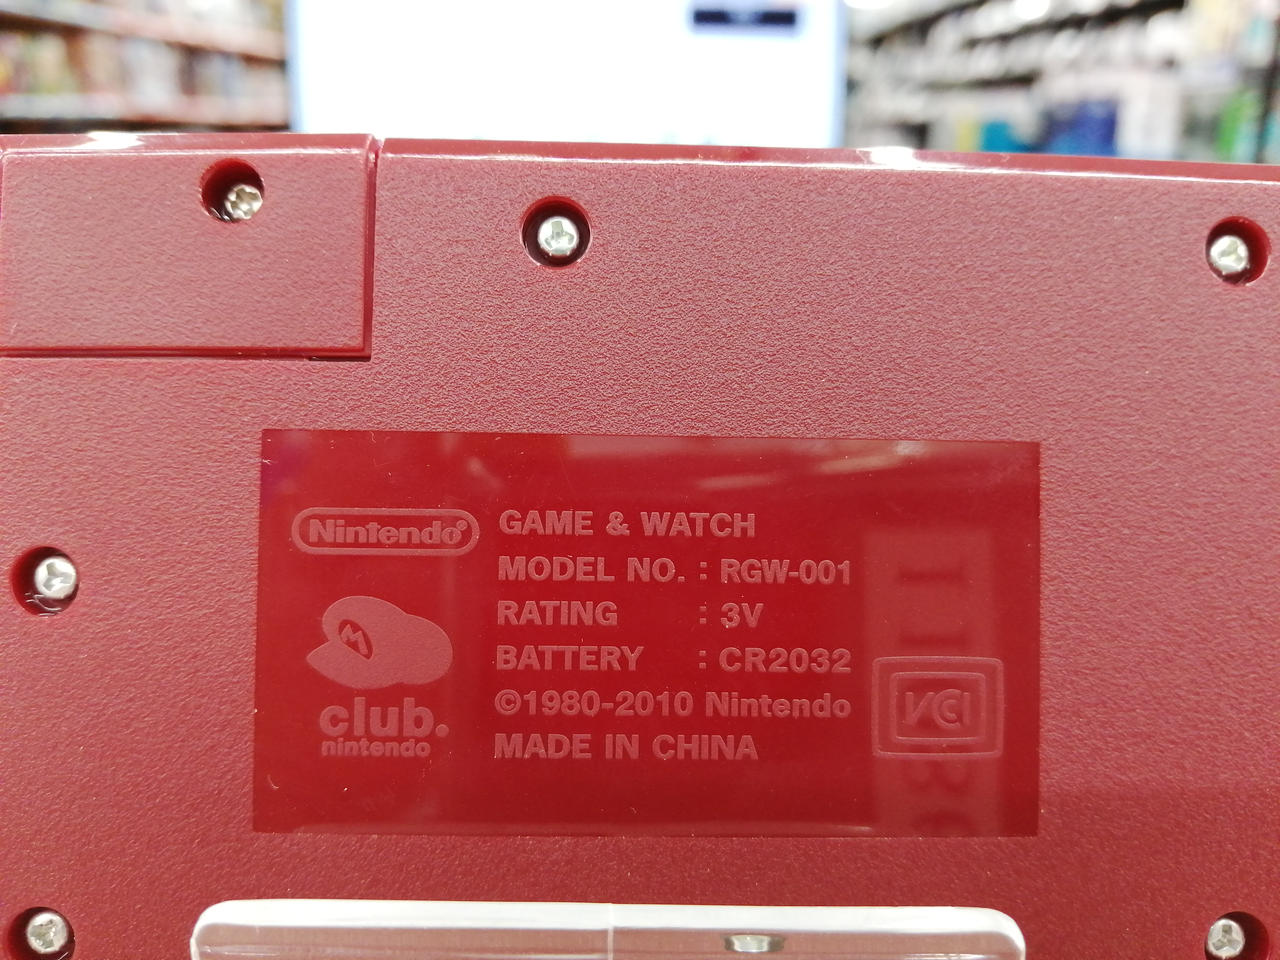 Nintendo®
GAME & WATCH
MODEL NO. : RGW-001
RATING : 3V
BATTERY : CR2032
©1980-2010 Nintendo
MADE IN CHINA
M
club.
nintendo
VCI